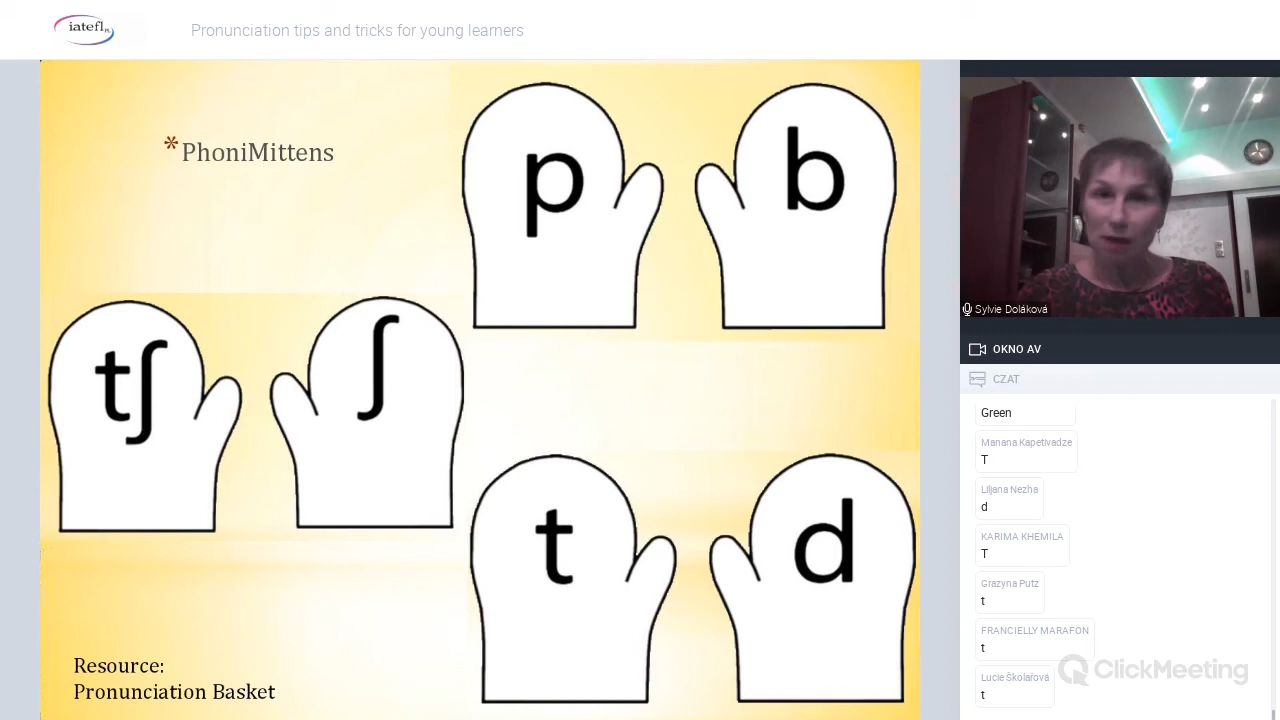 iatefl PL
Pronunciation tips and tricks for young learners
*PhoniMittens
p
b
tʃ
ʃ
t
d
Resource:
Pronunciation Basket
Sylvie Doláková
OKNO AV
CZAT
Green
Manana Kapetivadze
T
Liljana Nezha
d
KARIMA KHEMILA
T
Grazyna Putz
t
FRANCIELLY MARAFON
t
Lucie Školařová
t
ClickMeeting